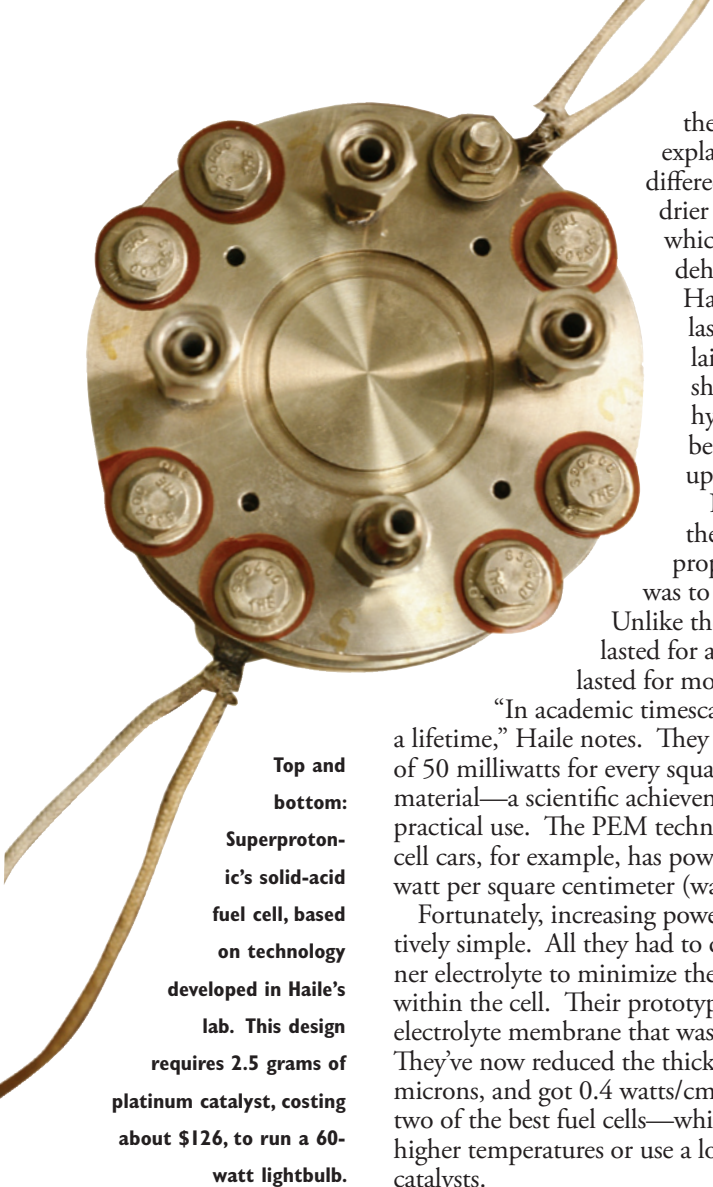 the
expla
differe
drier
whic
deh
Ha
las
lai
sh
hy
be
up
the
prop
was to
Unlike th
lasted for a
lasted for mo
“In academic timesca
a lifetime,” Haile notes. They
of 50 milliwatts for every squa
material—a scientific achievem
practical use. The PEM techn
cell cars, for example, has pow
watt per square centimeter (wa
Fortunately, increasing powe
tively simple. All they had to d
ner electrolyte to minimize the
within the cell. Their prototyp
electrolyte membrane that was
They’ve now reduced the thick
microns, and got 0.4 watts/cm
two of the best fuel cells—whi
higher temperatures or use a lo
catalysts.
Top and
bottom:
Superproton-
ic’s solid-acid
fuel cell, based
on technology
developed in Haile’s
lab. This design
requires 2.5 grams of
platinum catalyst, costing
about $126, to run a 60-
watt lightbulb.
S30400
THE